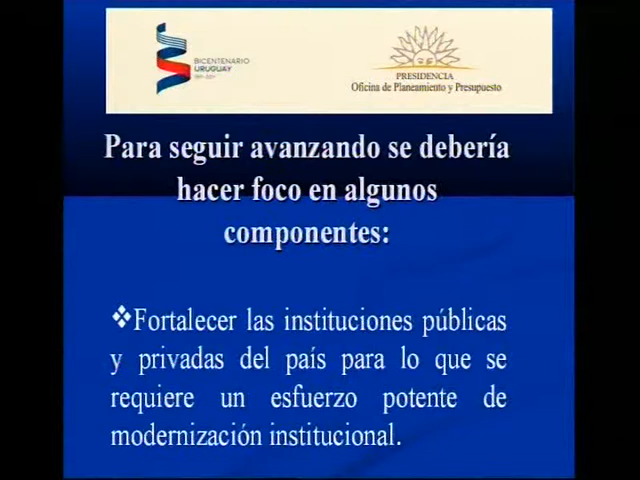 BICENTENARIO
URUGUAY
PRESIDENCIA
Oficina de Planeamiento y Presupuesto
Para seguir avanzando se debería
hacer foco en algunos
componentes:
❖Fortalecer las instituciones públicas
y privadas del país para lo que se
requiere un esfuerzo potente de
modernización institucional.